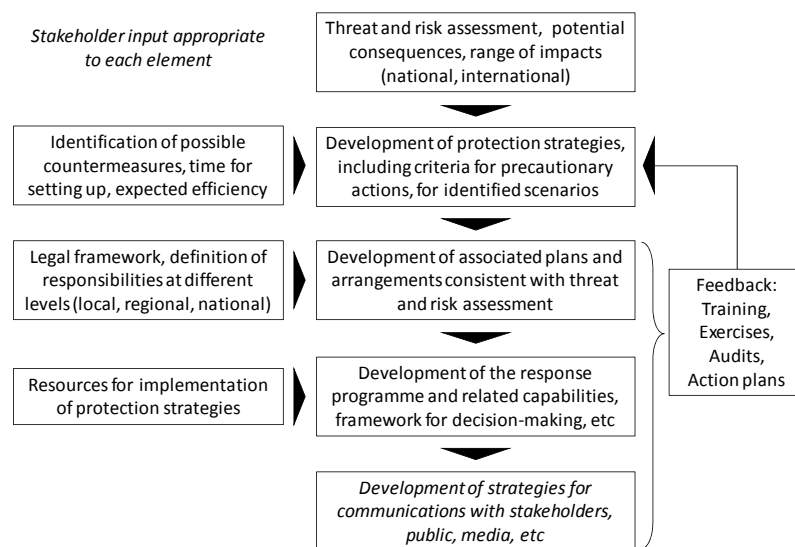 Stakeholder input appropriate
to each element
Threat and risk assessment, potential
consequences, range of impacts
(national, international)
Identification of possible
countermeasures, time for
setting up, expected efficiency
Development of protection strategies,
including criteria for precautionary
actions, for identified scenarios
Legal framework, definition of
responsibilities at different
levels (local, regional, national)
Development of associated plans and
arrangements consistent with threat
and risk assessment
Feedback:
Training,
Exercises,
Audits,
Action plans
Resources for implementation
of protection strategies
Development of the response
programme and related capabilities,
framework for decision-making, etc
Development of strategies for
communications with stakeholders,
public, media, etc